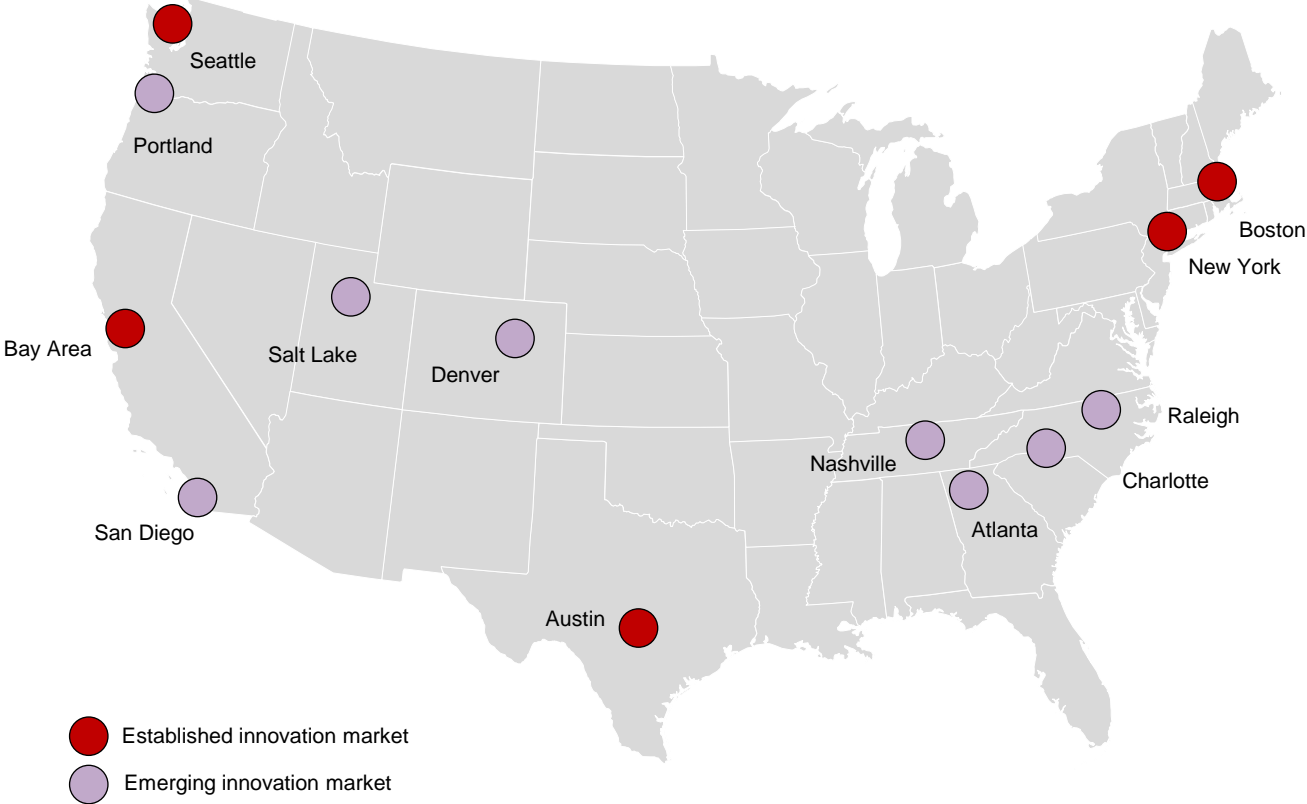 Seattle
Portland
Boston
New York
Bay Area
Salt Lake
Denver
Raleigh
Nashville
Charlotte
San Diego
Atlanta
Austin
Established innovation market
Emerging innovation market